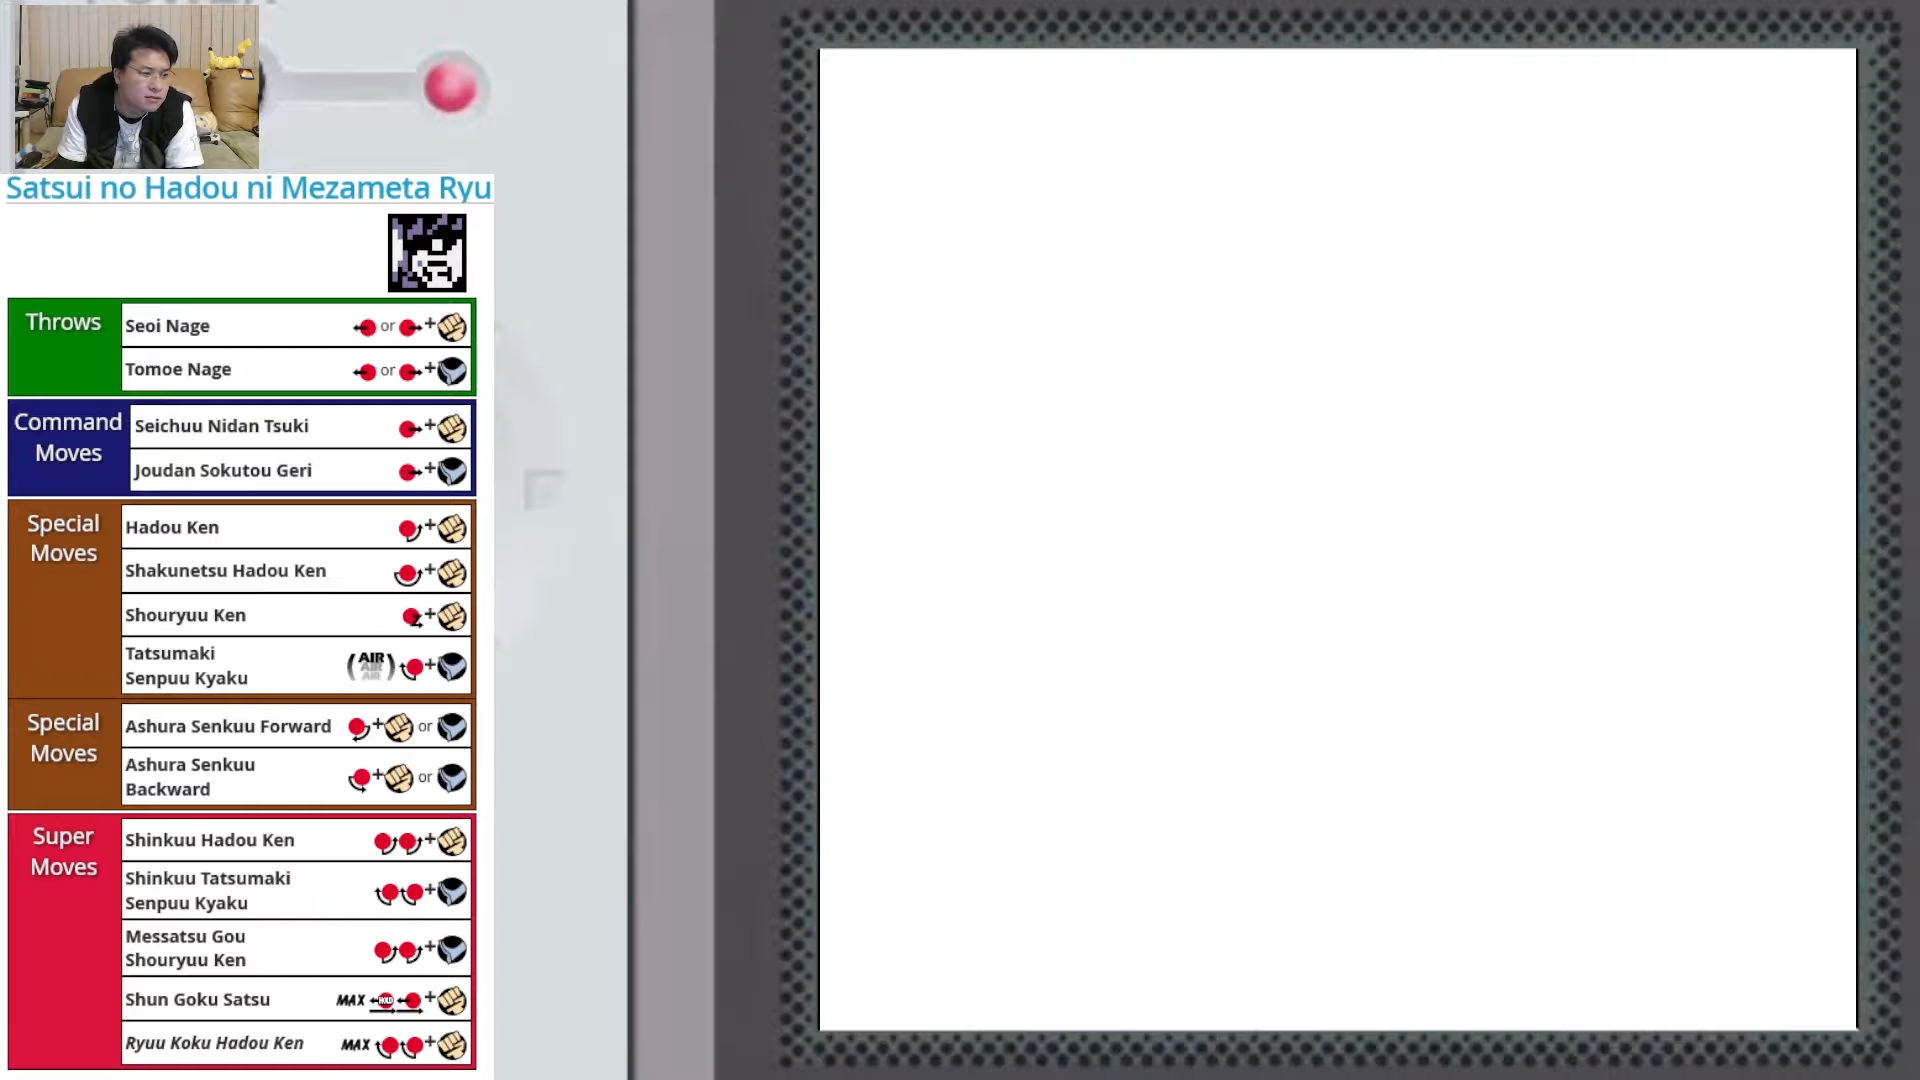 Satsui no Hadou ni Mezameta Ryu
Throws
Seoi Nage
or
+
Tomoe Nage
or
+
Command
Moves
Seichuu Nidan Tsuki
+
Joudan Sokutou Geri
+
Special
Moves
Hadou Ken
+
Shakunetsu Hadou Ken
+
Shouryuu Ken
+
Tatsumaki
Senpuu Kyaku
(AIR)
+
Special
Moves
Ashura Senkuu Forward
+
or
Ashura Senkuu
Backward
+
or
Super
Moves
Shinkuu Hadou Ken
+
Shinkuu Tatsumaki
Senpuu Kyaku
+
Messatsu Gou
Shouryuu Ken
+
Shun Goku Satsu
MAX
HOLD
+
Ryuu Koku Hadou Ken
MAX
+